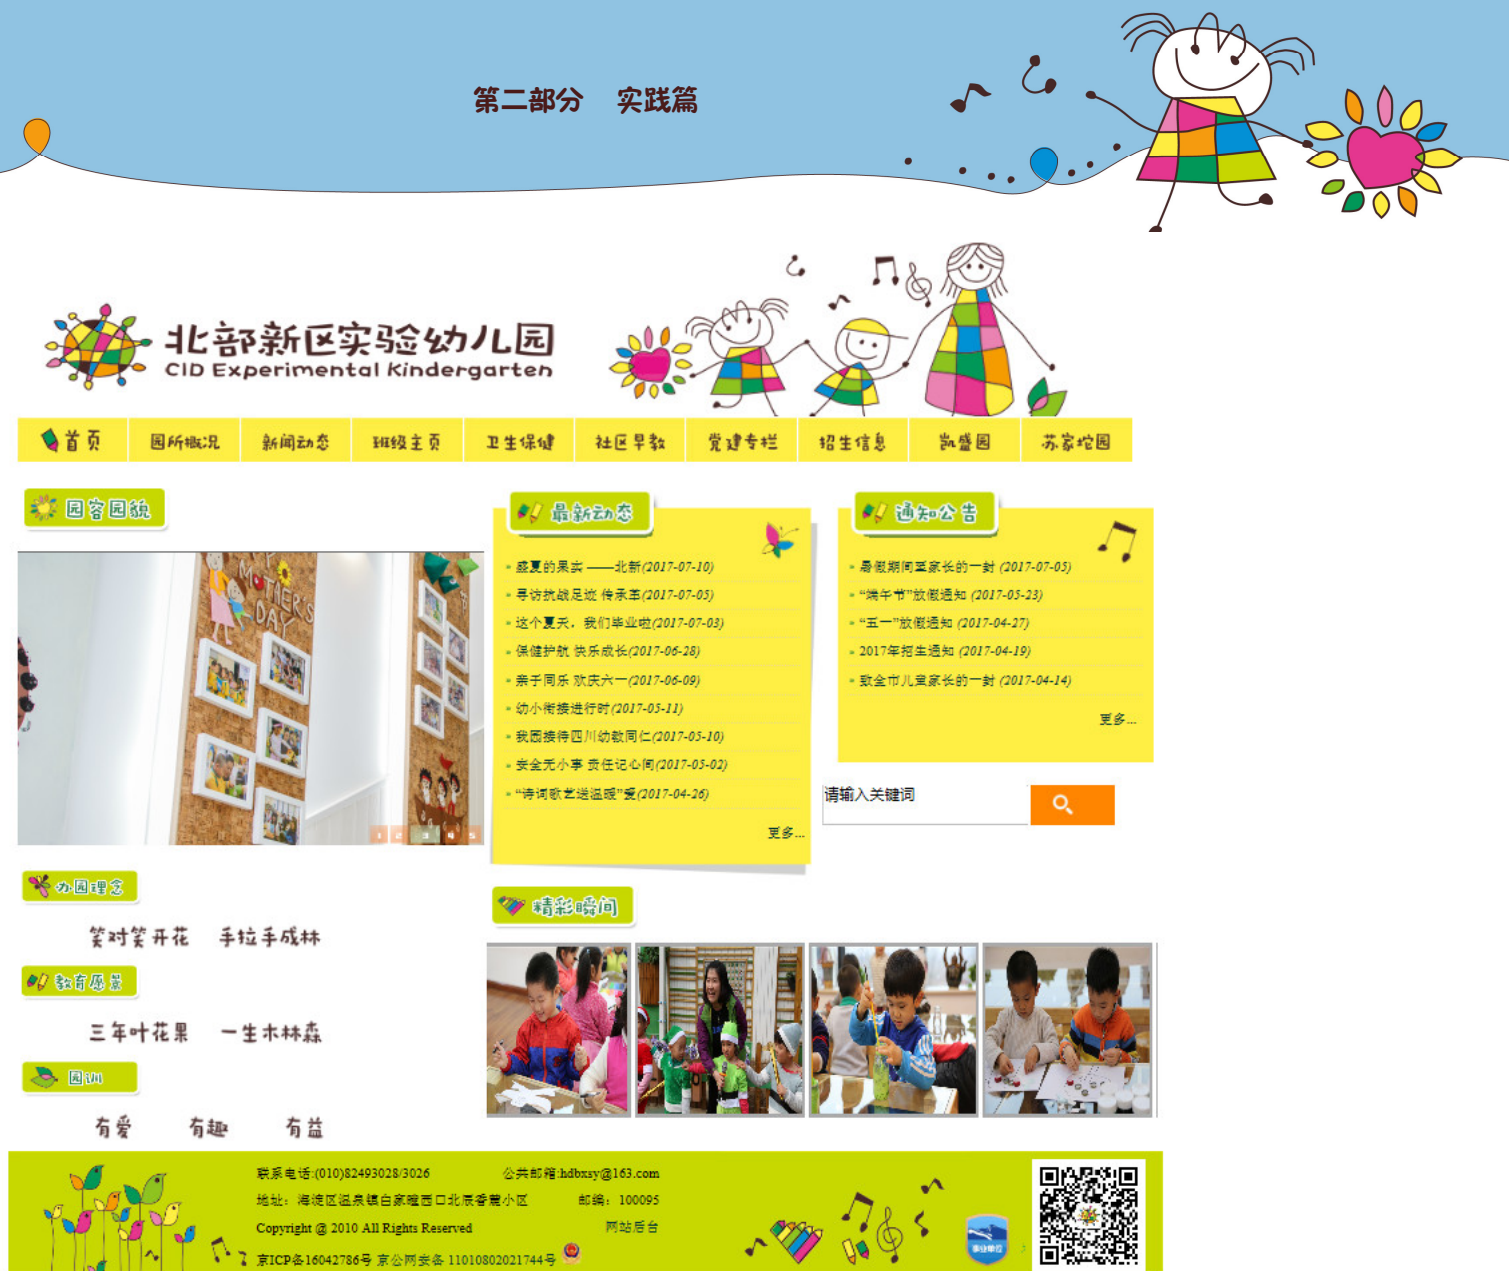 第二部分 实践篇
北部新区实验幼儿园
CID Experimental Kindergarten
首页 园所概况 新闻动态 班级主页 卫生保健 社区早教 党建专栏 招生信息 凯盛园 苏家坨园
园容园貌
MOTHER'S
DAY
1 2 3 4 5
最新动态
盛夏的果实 ——北新(2017-07-10)
寻访抗战足迹 传承革(2017-07-05)
这个夏天，我们毕业啦(2017-07-03)
保健护航 快乐成长(2017-06-28)
亲子同乐 欢庆六一(2017-06-09)
幼小衔接进行时(2017-05-11)
我园接待四川幼教同仁(2017-05-10)
安全无小事 责任记心间(2017-05-02)
“诗词歌艺送温暖”爱(2017-04-26)
更多...
通知公告
暑假期间至家长的一封 (2017-07-05)
“端午节”放假通知 (2017-05-23)
“五一”放假通知 (2017-04-27)
2017年招生通知 (2017-04-19)
致全市儿童家长的一封 (2017-04-14)
更多...
请输入关键词
办园理念
笑对笑开花 手拉手成林
教育愿景
三年叶花果 一生木林森
园训
有爱 有趣 有益
精彩瞬间
联系电话:(010)82493028/3026 公共邮箱:hdbxsy@163.com
地址：海淀区温泉镇白家疃西口北辰香麓小区 邮编：100095
Copyright @ 2010 All Rights Reserved 网站后台
京ICP备16042786号 京公网安备 11010802021744号
事业单位